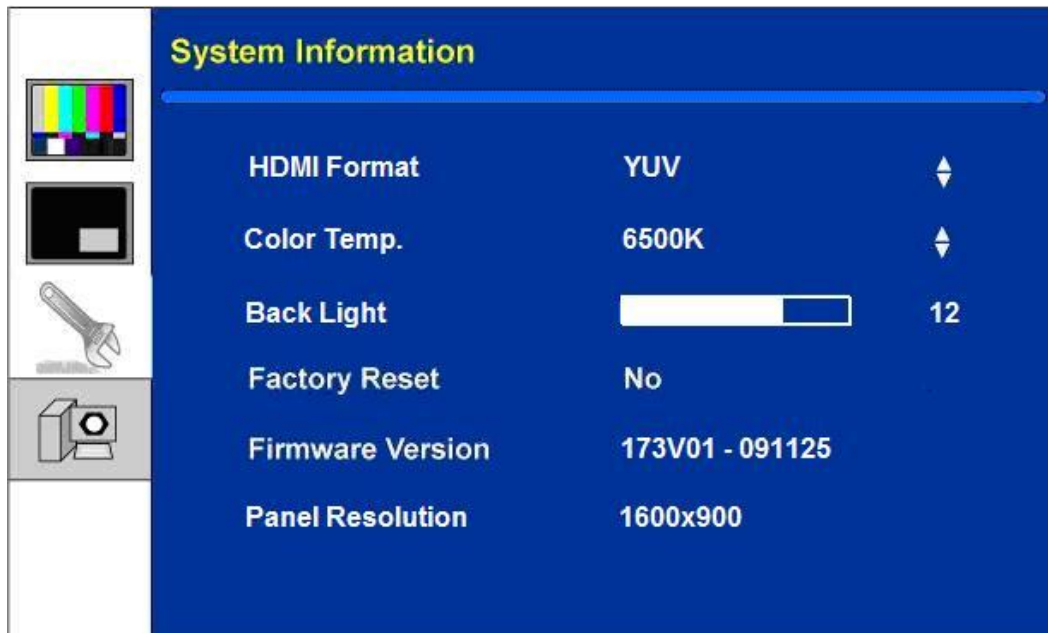 System Information
HDMI Format YUV
Color Temp. 6500K
Back Light 12
Factory Reset No
Firmware Version 173V01 - 091125
Panel Resolution 1600x900